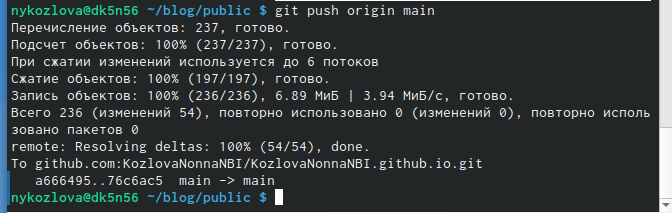 nykozlova@dk5n56 ~/blog/public $ git push origin main
Перечисление объектов: 237, готово.
Подсчет объектов: 100% (237/237), готово.
При сжатии изменений используется до 6 потоков
Сжатие объектов: 100% (197/197), готово.
Запись объектов: 100% (236/236), 6.89 МиБ | 3.94 МиБ/с, готово.
Всего 236 (изменений 54), повторно использовано 0 (изменений 0), повторно исполь
зовано пакетов 0
remote: Resolving deltas: 100% (54/54), done.
To github.com:KozlovaNonnaNBI/KozlovaNonnaNBI.github.io.git
   a666495..76c6ac5  main -> main
nykozlova@dk5n56 ~/blog/public $